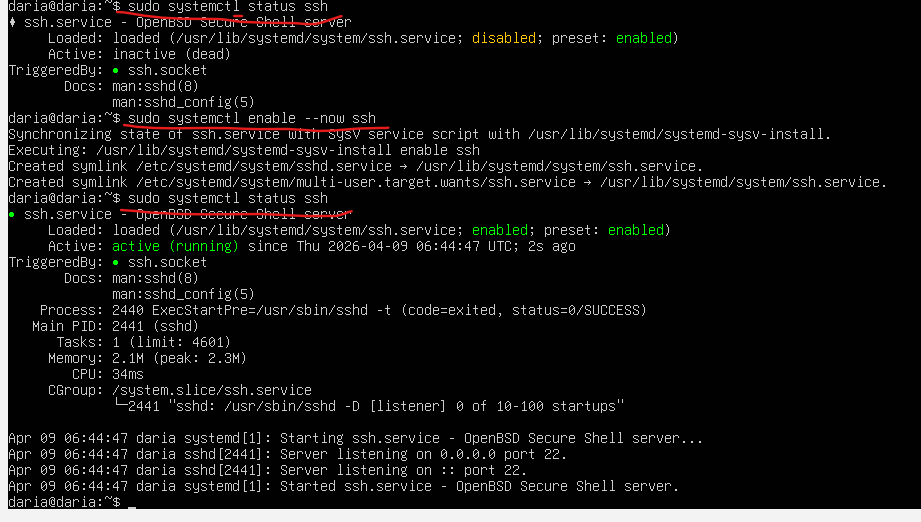 daria@daria:~$ sudo systemctl status ssh
ssh.service - OpenBSD Secure Shell server
Loaded: loaded (/usr/lib/systemd/system/ssh.service; disabled; preset: enabled)
Active: inactive (dead)
TriggeredBy: ● ssh.socket
Docs: man:sshd(8)
man:sshd_config(5)
daria@daria:~$ sudo systemctl enable --now ssh
Synchronizing state of ssh.service with SysV service script with /usr/lib/systemd/systemd-sysv-install.
Executing: /usr/lib/systemd/systemd-sysv-install enable ssh
Created symlink /etc/systemd/system/sshd.service → /usr/lib/systemd/system/ssh.service.
Created symlink /etc/systemd/system/multi-user.target.wants/ssh.service → /usr/lib/systemd/system/ssh.service.
daria@daria:~$ sudo systemctl status ssh
● ssh.service - OpenBSD Secure Shell server
Loaded: loaded (/usr/lib/systemd/system/ssh.service; enabled; preset: enabled)
Active: active (running) since Thu 2026-04-09 06:44:47 UTC; 2s ago
TriggeredBy: ● ssh.socket
Docs: man:sshd(8)
man:sshd_config(5)
Process: 2440 ExecStartPre=/usr/sbin/sshd -t (code=exited, status=0/SUCCESS)
Main PID: 2441 (sshd)
Tasks: 1 (limit: 4601)
Memory: 2.1M (peak: 2.3M)
CPU: 34ms
CGroup: /system.slice/ssh.service
└─2441 "sshd: /usr/sbin/sshd -D [listener] 0 of 10-100 startups"
Apr 09 06:44:47 daria systemd[1]: Starting ssh.service - OpenBSD Secure Shell server...
Apr 09 06:44:47 daria sshd[2441]: Server listening on 0.0.0.0 port 22.
Apr 09 06:44:47 daria sshd[2441]: Server listening on :: port 22.
Apr 09 06:44:47 daria systemd[1]: Started ssh.service - OpenBSD Secure Shell server.
daria@daria:~$ _